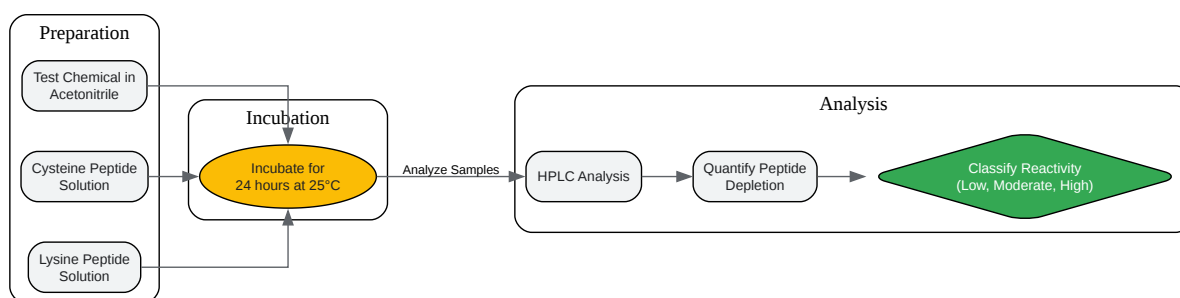 Preparation
Test Chemical in
Acetonitrile
Cysteine Peptide
Solution
Lysine Peptide
Solution
Incubation
Incubate for
24 hours at 25°C
Analyze Samples
Analysis
HPLC Analysis
Quantify Peptide
Depletion
Classify Reactivity
(Low, Moderate, High)